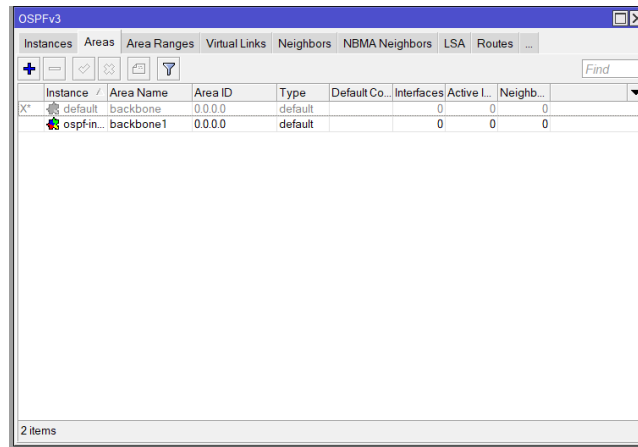 OSPFv3
Instances Areas Area Ranges Virtual Links Neighbors NBMA Neighbors LSA Routes ...
Find
Instance Area Name Area ID Type Default Co... Interfaces Active I... Neighb...
X* default backbone 0.0.0.0 default 0 0 0
ospf-in... backbone1 0.0.0.0 default 0 0 0
2 items